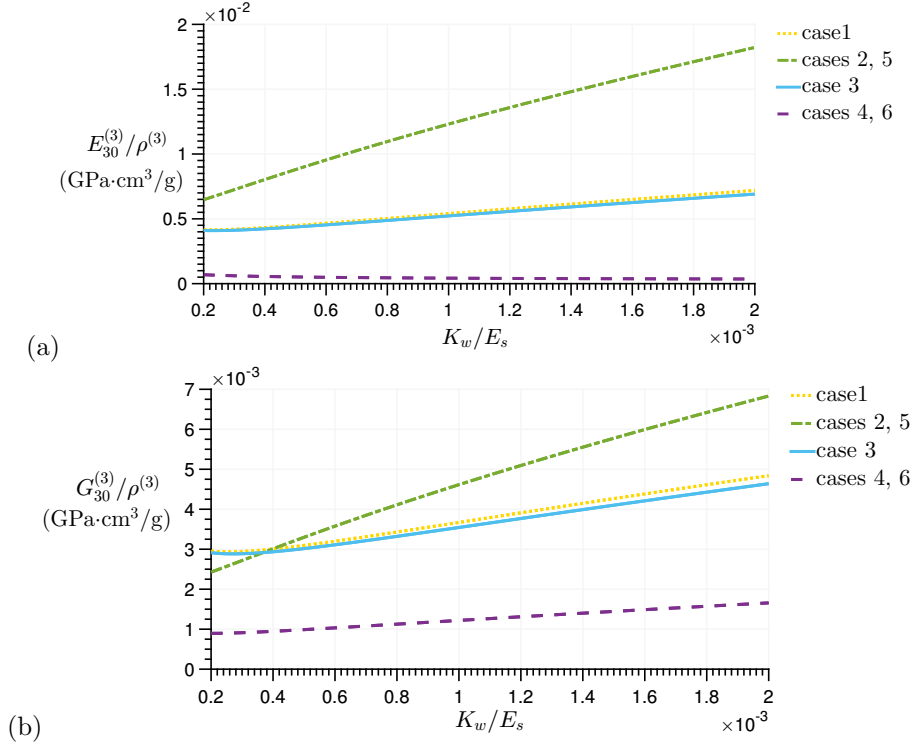 ×10⁻²
2
1.5
1
0.5
0
E₃₀⁽³⁾/ρ⁽³⁾
(GPa·cm³/g)
0.2 0.4 0.6 0.8 1 1.2 1.4 1.6 1.8 2
K_w/E_s
×10⁻³
case1
cases 2, 5
case 3
cases 4, 6
(a)
×10⁻³
7
6
5
4
3
2
1
0
G₃₀⁽³⁾/ρ⁽³⁾
(GPa·cm³/g)
0.2 0.4 0.6 0.8 1 1.2 1.4 1.6 1.8 2
K_w/E_s
×10⁻³
case1
cases 2, 5
case 3
cases 4, 6
(b)